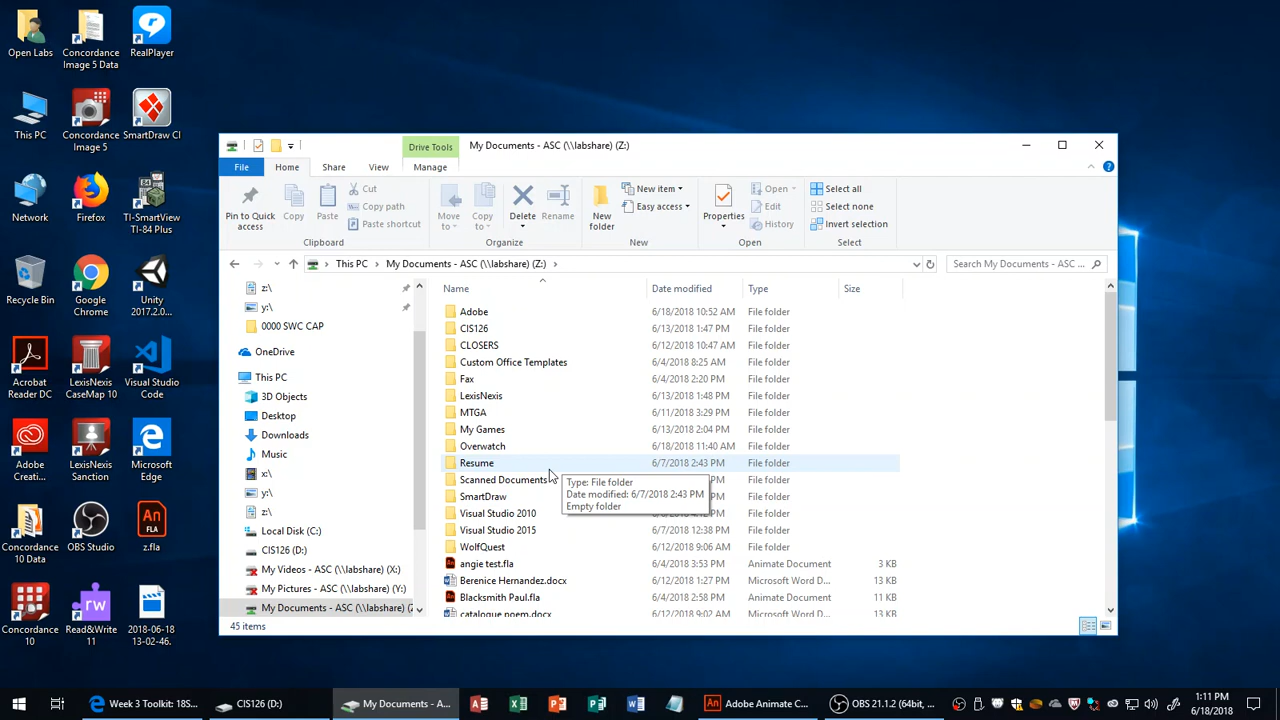 Open Labs
Concordance Image 5 Data
RealPlayer
This PC
Concordance Image 5
SmartDraw CI
Network
Firefox
TI-SmartView TI-84 Plus
Recycle Bin
Google Chrome
Unity 2017.2.0...
Acrobat Reader DC
LexisNexis CaseMap 10
Visual Studio Code
Adobe Creati...
LexisNexis Sanction
Microsoft Edge
Concordance 10 Data
OBS Studio
z.fla
Concordance 10
Read&Write 11
2018-06-18 13-02-46.
Drive Tools
My Documents - ASC (\\labshare) (Z:)
File
Home
Share
View
Manage
Pin to Quick access
Copy
Paste
Cut
Copy path
Paste shortcut
Clipboard
Move to
Copy to
Delete
Rename
Organize
New folder
New item
Easy access
New
Properties
Open
Edit
History
Open
Select all
Select none
Invert selection
Select
This PC > My Documents - ASC (\\labshare) (Z:) >
Search My Documents - ASC ...
z:\
y:\
0000 SWC CAP
OneDrive
This PC
3D Objects
Desktop
Downloads
Music
x:\
y:\
z:\
Local Disk (C:)
CIS126 (D:)
My Videos - ASC (\\labshare) (X:)
My Pictures - ASC (\\labshare) (Y:)
My Documents - ASC (\\labshare) (Z
Name Date modified Type Size
Adobe 6/18/2018 10:52 AM File folder
CIS126 6/13/2018 1:47 PM File folder
CLOSERS 6/12/2018 10:47 AM File folder
Custom Office Templates 6/4/2018 8:25 AM File folder
Fax 6/4/2018 2:20 PM File folder
LexisNexis 6/13/2018 1:48 PM File folder
MTGA 6/11/2018 3:29 PM File folder
My Games 6/13/2018 2:04 PM File folder
Overwatch 6/18/2018 11:40 AM File folder
Resume 6/7/2018 2:43 PM File folder
Scanned Documents PM File folder
SmartDraw PM File folder
Visual Studio 2010 PM File folder
Visual Studio 2015 6/7/2018 12:38 PM File folder
WolfQuest 6/12/2018 9:06 AM File folder
angie test.fla 6/4/2018 3:53 PM Animate Document 3 KB
Berenice Hernandez.docx 6/12/2018 1:27 PM Microsoft Word D... 13 KB
Blacksmith Paul.fla 6/4/2018 2:58 PM Animate Document 11 KB
catalogue poem.docx 6/12/2018 9:02 AM Microsoft Word D... 13 KB
Type: File folder
Date modified: 6/7/2018 2:43 PM
Empty folder
45 items
Week 3 Toolkit: 18S...
CIS126 (D:)
My Documents - A...
Adobe Animate C...
OBS 21.1.2 (64bit, ...
1:11 PM
6/18/2018